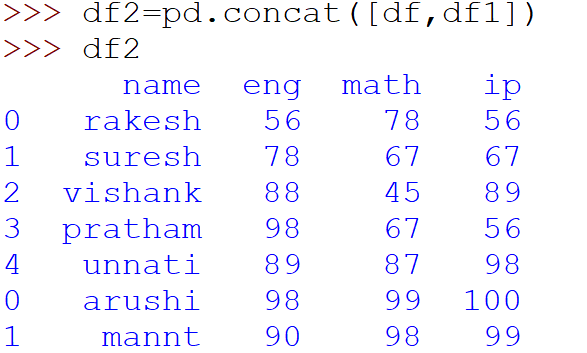 >>> df2=pd.concat([df,df1])
>>> df2
      name  eng  math   ip
0   rakesh   56    78   56
1   suresh   78    67   67
2  vishank   88    45   89
3  pratham   98    67   56
4   unnati   89    87   98
0   arushi   98    99  100
1    mannt   90    98   99